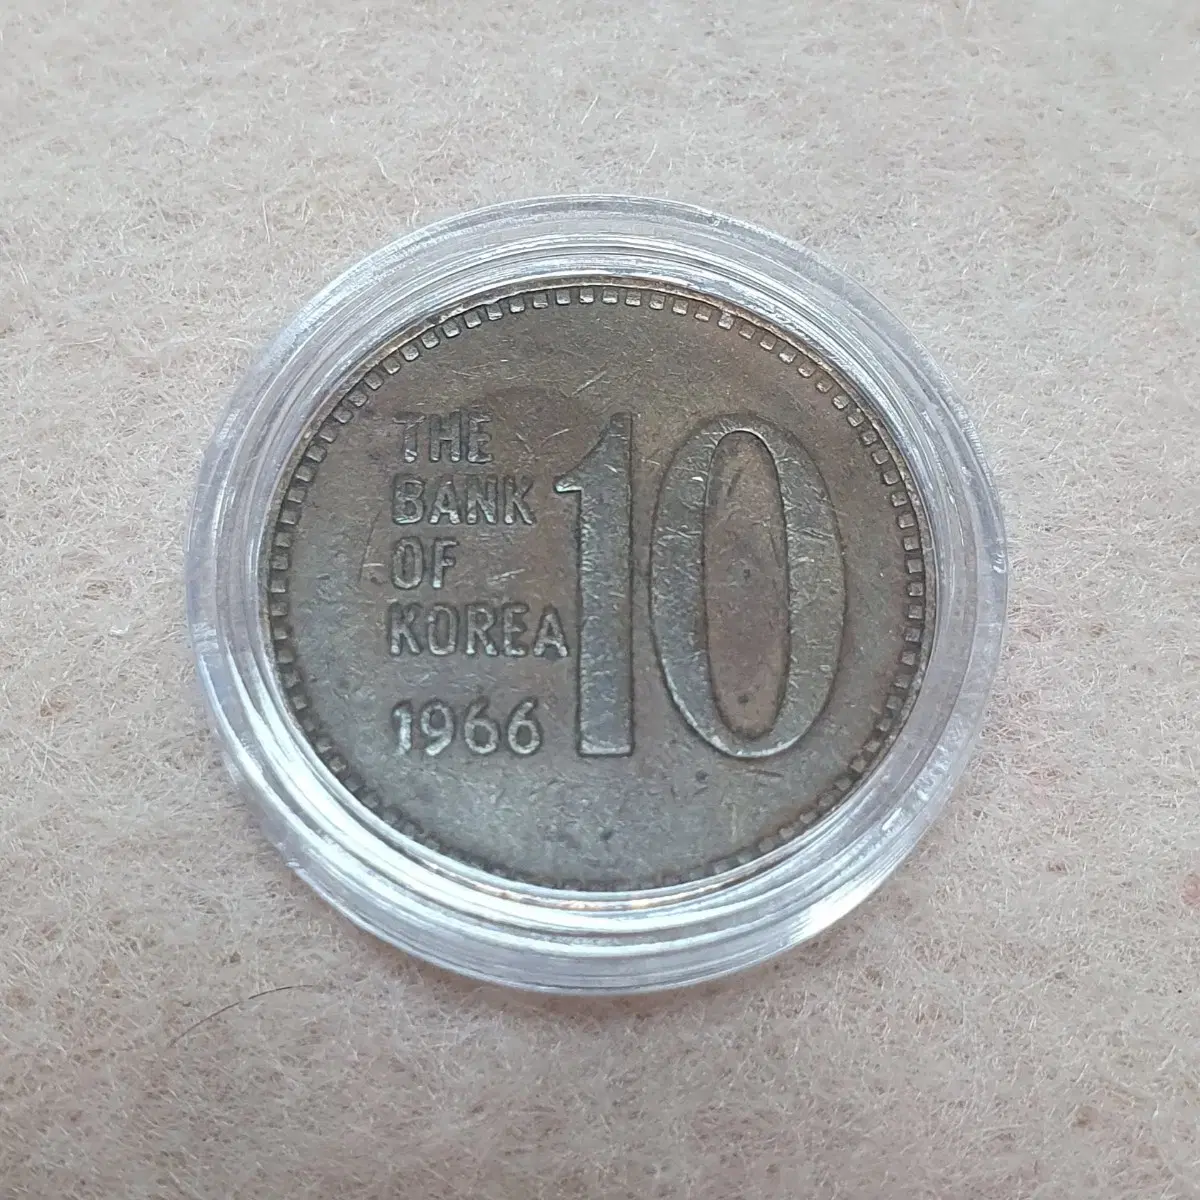 THE
BANK
OF
KOREA
1966
10